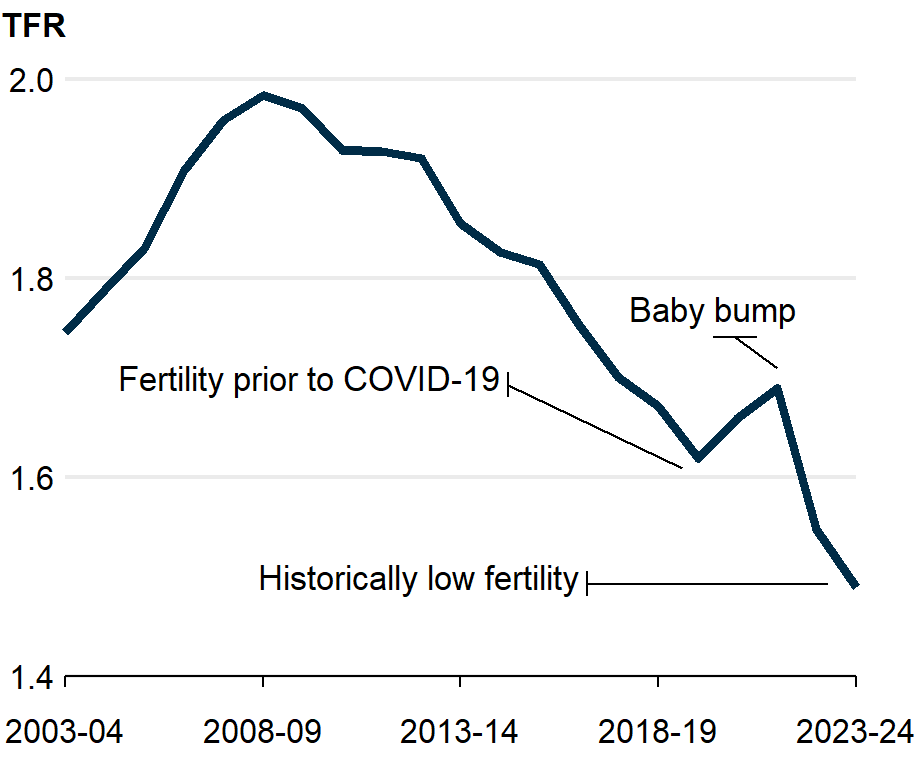 TFR
2.0
1.8
Baby bump
Fertility prior to COVID-19
1.6
Historically low fertility
1.4
2003-04 2008-09 2013-14 2018-19 2023-24